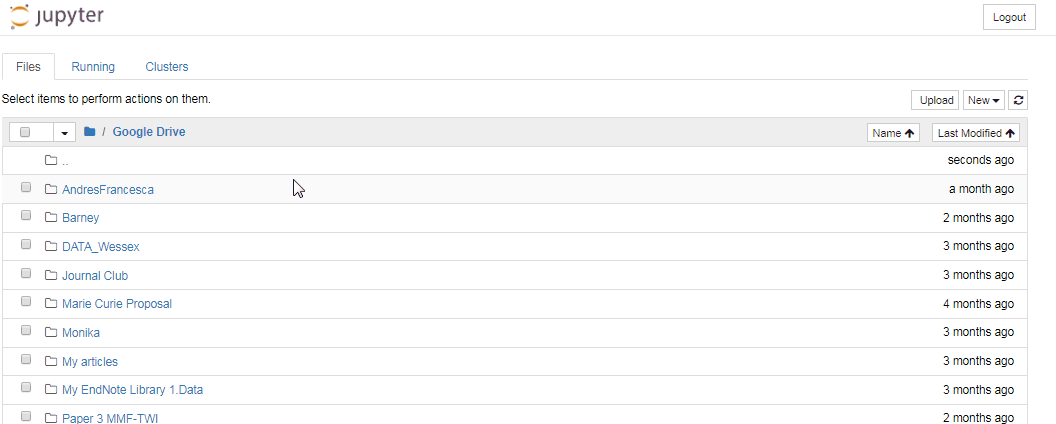 jupyter
Logout
Files Running Clusters
Select items to perform actions on them.
Upload New
/ Google Drive
Name Last Modified
.. seconds ago
AndresFrancesca a month ago
Barney 2 months ago
DATA_Wessex 3 months ago
Journal Club 3 months ago
Marie Curie Proposal 4 months ago
Monika 3 months ago
My articles 3 months ago
My EndNote Library 1.Data 3 months ago
Paper 3 MMF-TWI 2 months ago